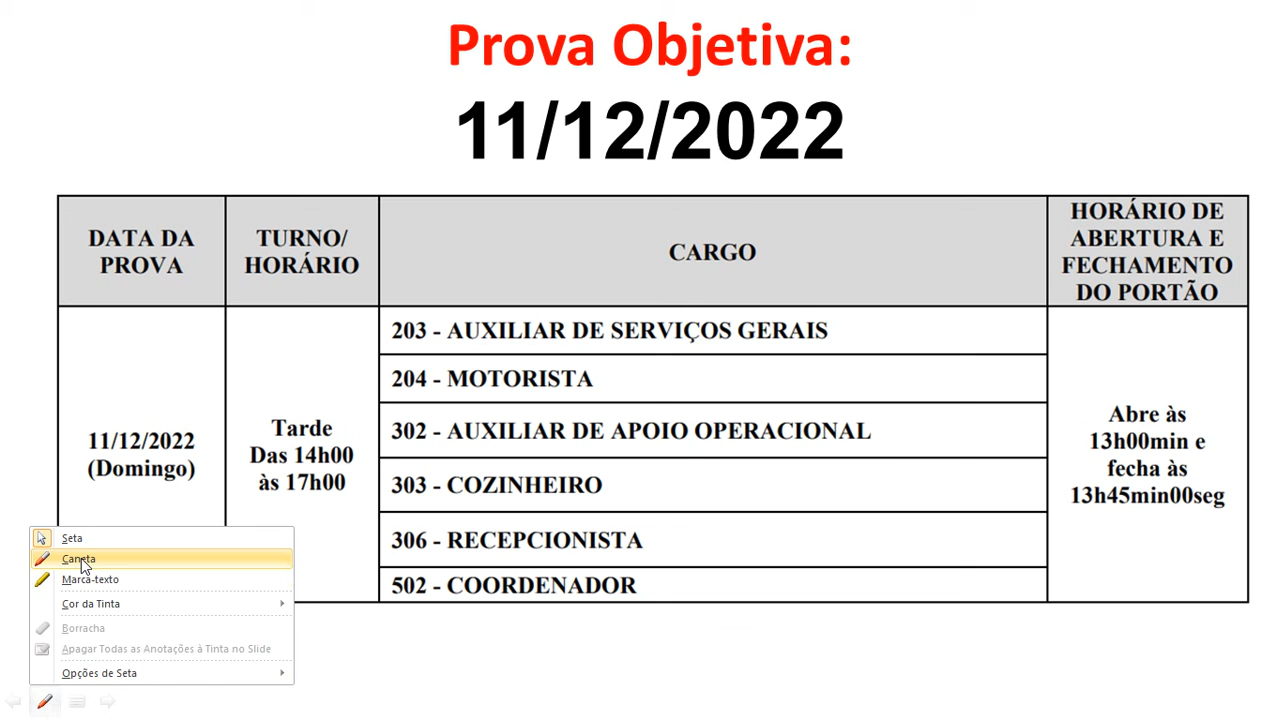 Prova Objetiva:
11/12/2022
DATA DA
PROVA
TURNO/
HORÁRIO
CARGO
HORÁRIO DE
ABERTURA E
FECHAMENTO
DO PORTÃO
11/12/2022
(Domingo)
Tarde
Das 14h00
às 17h00
203 - AUXILIAR DE SERVIÇOS GERAIS
204 - MOTORISTA
302 - AUXILIAR DE APOIO OPERACIONAL
303 - COZINHEIRO
306 - RECEPCIONISTA
502 - COORDENADOR
Abre às
13h00min e
fecha às
13h45min00seg
Seta
Caneta
Marca-texto
Cor da Tinta
Borracha
Apagar Todas as Anotações à Tinta no Slide
Opções de Seta